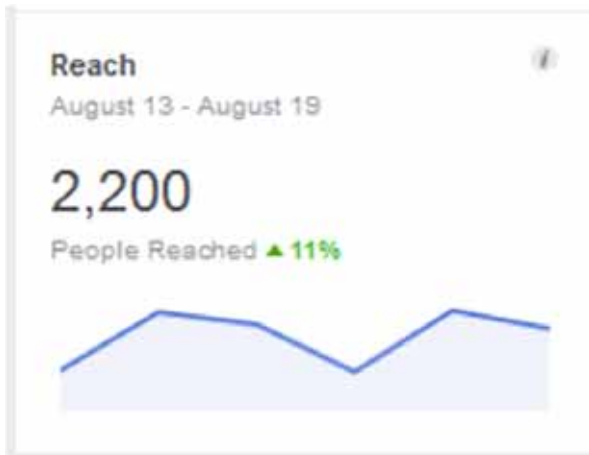 Reach
i
August 13 - August 19
2,200
People Reached ▲ 11%